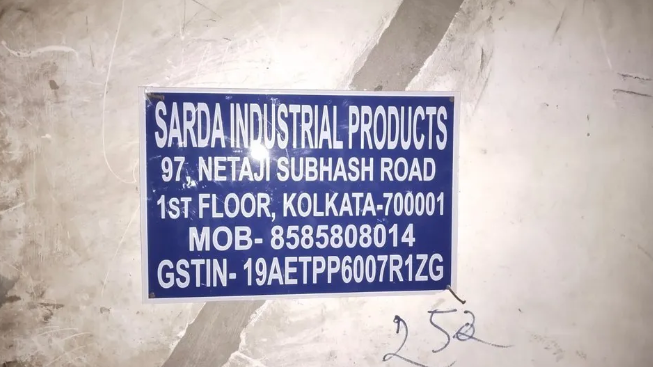 SARDA INDUSTRIAL PRODUCTS
97, NETAJI SUBHASH ROAD
1ST FLOOR, KOLKATA-700001
MOB- 8585808014
GSTIN- 19AETPP6007R1ZG
252